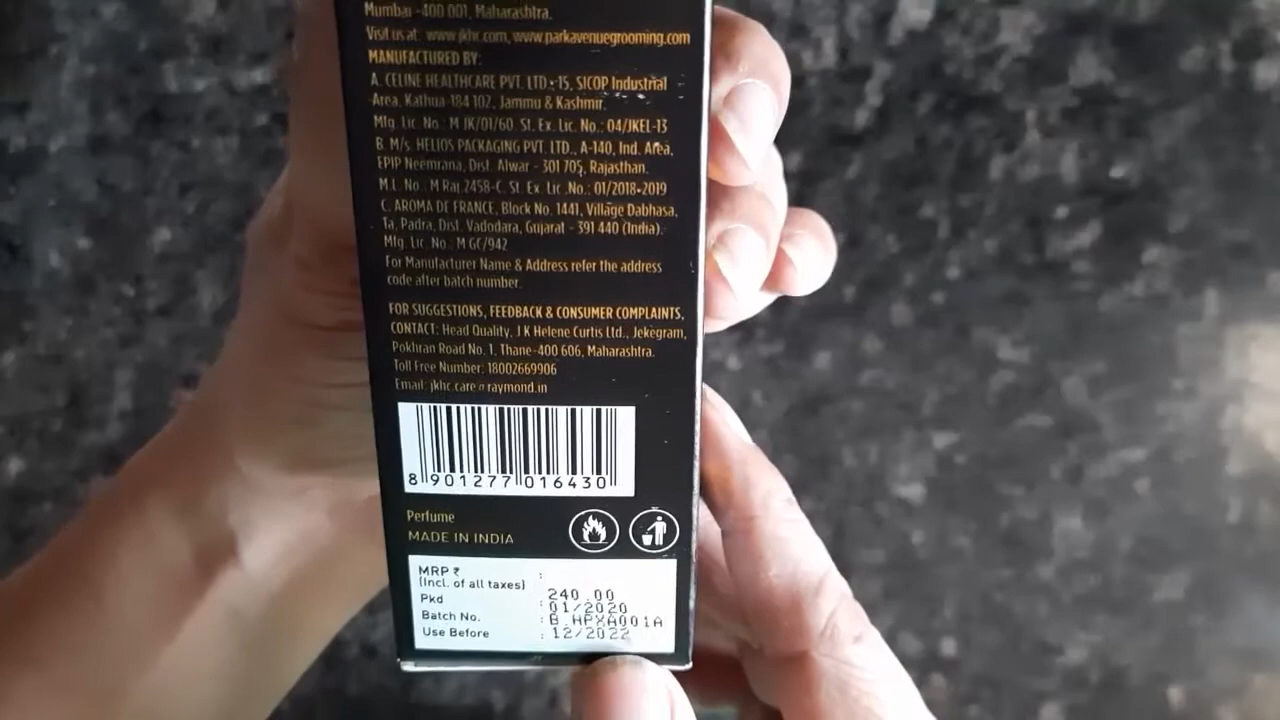 Mumbai -400 001, Maharashtra.
Visit us at: www.jkhc.com, www.parkavenuegrooming.com
MANUFACTURED BY:
A. CELINE HEALTHCARE PVT. LTD.-15, SICOP Industrial
Area, Kathua-184 102, Jammu & Kashmir.
Mfg. Lic. No.: M JK/01/60. St. Ex. Lic. No.: 04/JKEL-13
B. M/s. HELIOS PACKAGING PVT. LTD., A-140, Ind. Area,
EPIP Neemrana, Dist. Alwar - 301 705, Rajasthan.
M.L. No.: M Raj.2458-C. St. Ex. Lic .No.: 01/2018-2019
C. AROMA DE FRANCE, Block No. 1441, Village Dabhasa,
Ta, Padra, Dist. Vadodara, Gujarat - 391 440 (India).
Mfg. Lic. No.: M GC/942
For Manufacturer Name & Address refer the address
code after batch number.
FOR SUGGESTIONS, FEEDBACK & CONSUMER COMPLAINTS,
CONTACT: Head Quality, J K Helene Curtis Ltd., Jekegram,
Pokhran Road No. 1, Thane-400 606, Maharashtra.
Toll Free Number: 18002669906
Email: jkhc.care@raymond.in
8 901277 016430
Perfume
MADE IN INDIA
MRP ₹ :
(Incl. of all taxes) 240.00
Pkd : 01/2020
Batch No. : B.HPXA001A
Use Before : 12/2022